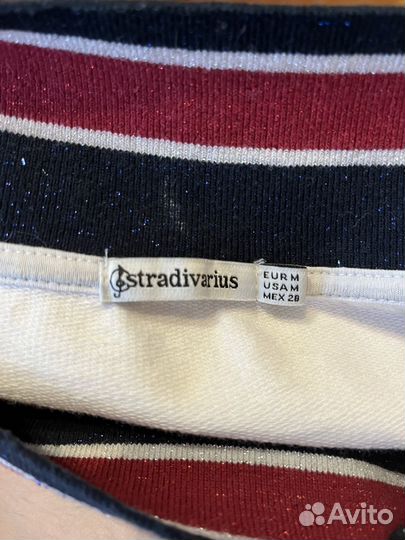 stradivarius
EUR M
USA M
MEX 28
Avito